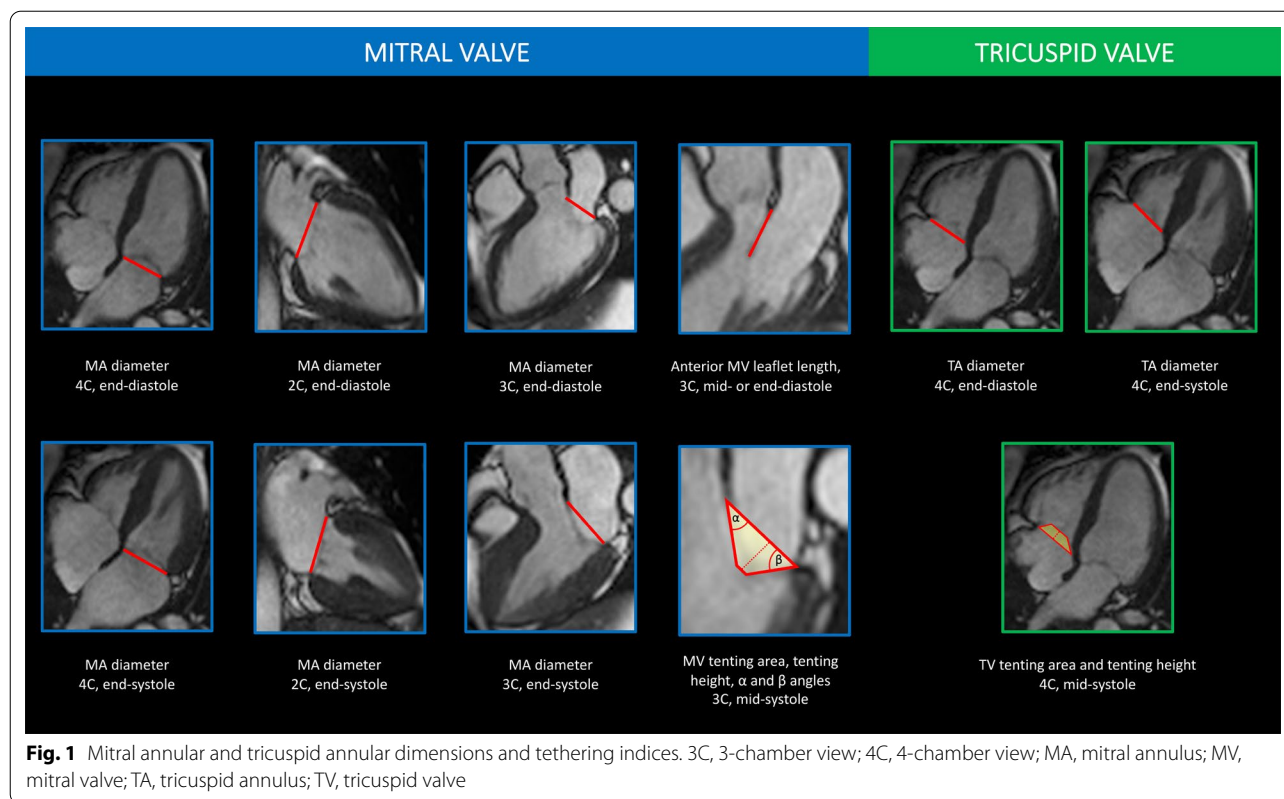 MITRAL VALVE
TRICUSPID VALVE
MA diameter
4C, end-diastole
MA diameter
2C, end-diastole
MA diameter
3C, end-diastole
Anterior MV leaflet length,
3C, mid- or end-diastole
TA diameter
4C, end-diastole
TA diameter
4C, end-systole
α
β
MA diameter
4C, end-systole
MA diameter
2C, end-systole
MA diameter
3C, end-systole
MV tenting area, tenting
height, α and β angles
3C, mid-systole
TV tenting area and tenting height
4C, mid-systole
Fig. 1 Mitral annular and tricuspid annular dimensions and tethering indices. 3C, 3-chamber view; 4C, 4-chamber view; MA, mitral annulus; MV,
mitral valve; TA, tricuspid annulus; TV, tricuspid valve